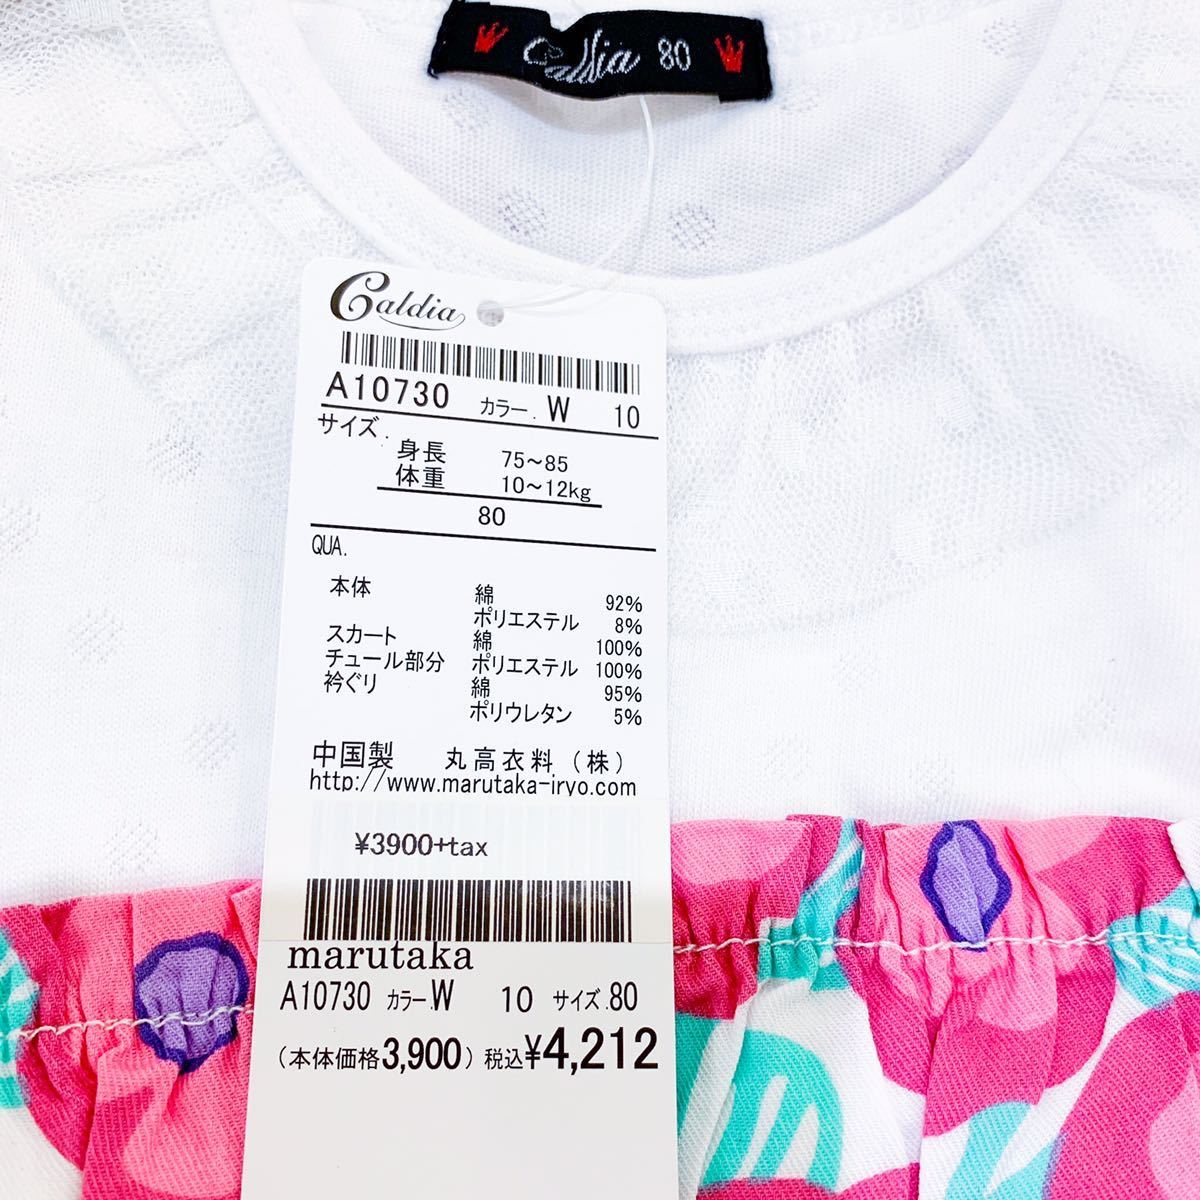 Caldia 80
Caldia
A10730 カラー. W 10
サイズ.
身長 75～85
体重 10～12kg
80
QUA.
本体 綿 92%
ポリエステル 8%
スカート 綿 100%
チュール部分 ポリエステル 100%
衿ぐり 綿 95%
ポリウレタン 5%
中国製 丸高衣料（株）
http://www.marutaka-iryo.com
¥3900+tax
marutaka
A10730 カラー.W 10 サイズ.80
（本体価格3,900）税込¥4,212